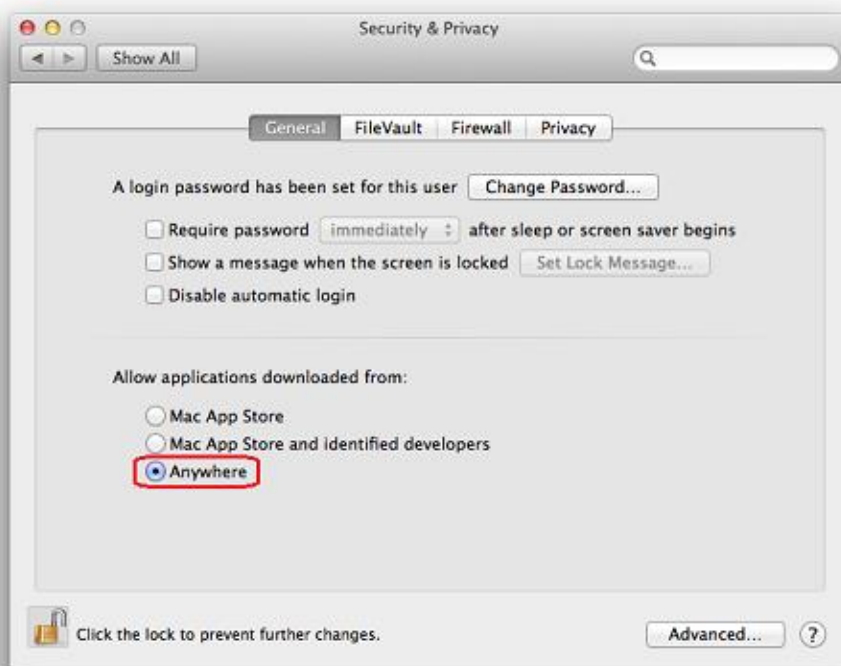 Security & Privacy
Show All
General FileVault Firewall Privacy
A login password has been set for this user Change Password...
Require password immediately after sleep or screen saver begins
Show a message when the screen is locked Set Lock Message...
Disable automatic login
Allow applications downloaded from:
Mac App Store
Mac App Store and identified developers
Anywhere
Click the lock to prevent further changes. Advanced... ?